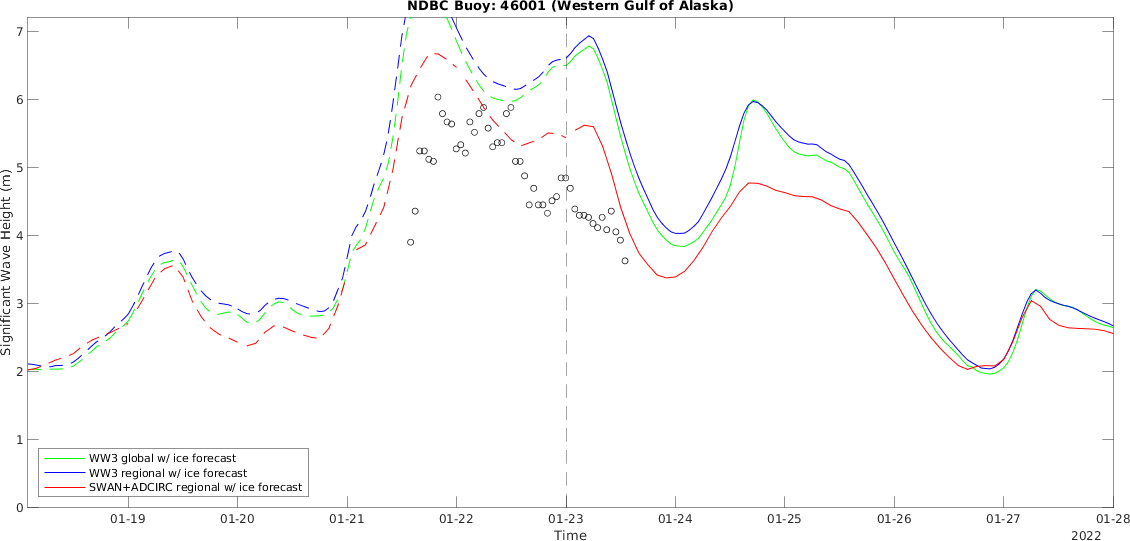 NDBC Buoy: 46001 (Western Gulf of Alaska)
Significant Wave Height (m)
7
6
5
4
3
2
1
0
WW3 global w/ ice forecast
WW3 regional w/ ice forecast
SWAN+ADCIRC regional w/ ice forecast
01-19 01-20 01-21 01-22 01-23 01-24 01-25 01-26 01-27 01-28
Time
2022